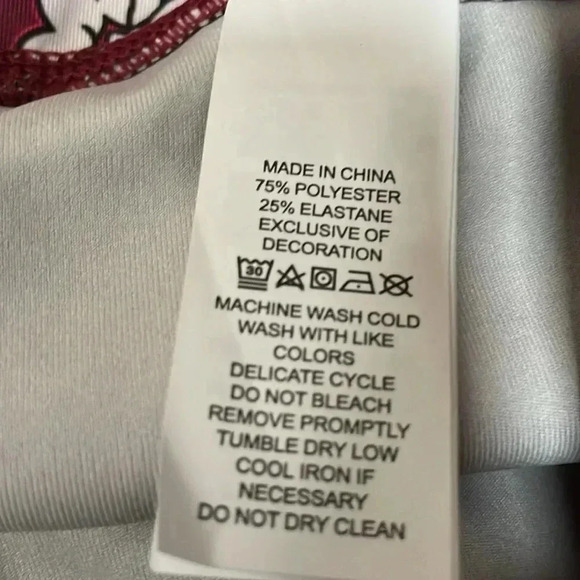 MADE IN CHINA
75% POLYESTER
25% ELASTANE
EXCLUSIVE OF
DECORATION
30
MACHINE WASH COLD
WASH WITH LIKE
COLORS
DELICATE CYCLE
DO NOT BLEACH
REMOVE PROMPTLY
TUMBLE DRY LOW
COOL IRON IF
NECESSARY
DO NOT DRY CLEAN